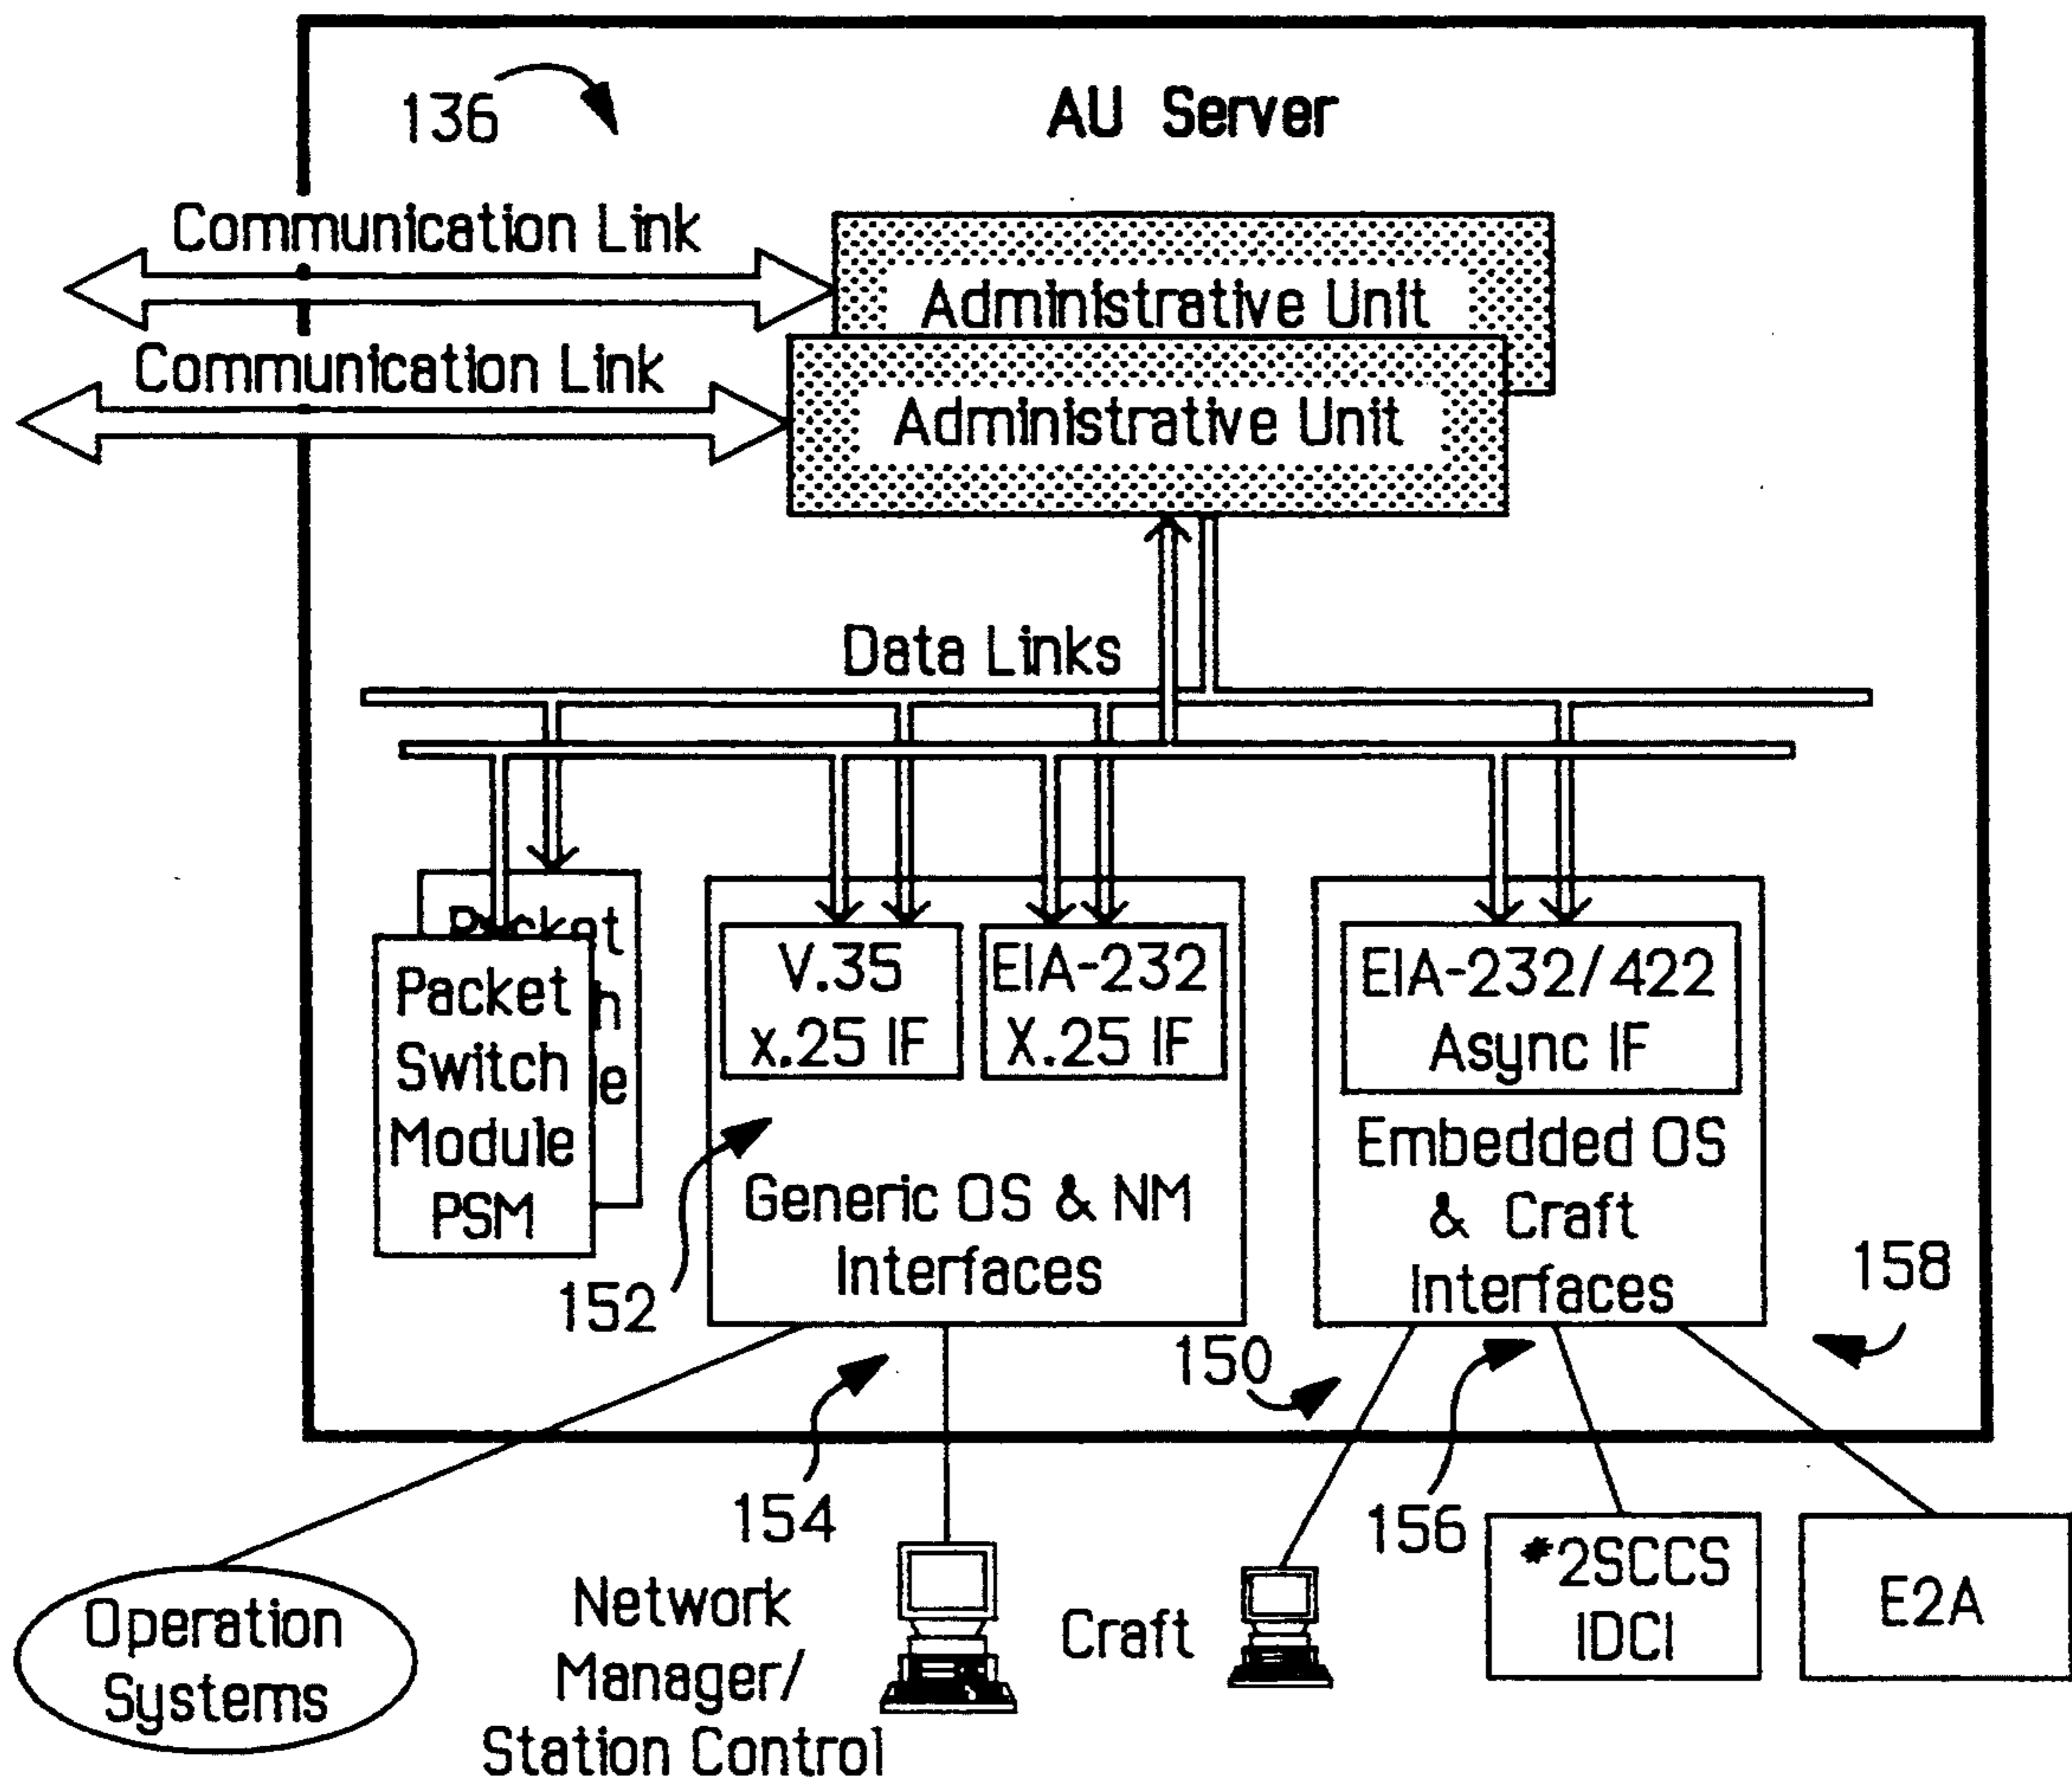 136
AU Server
Communication Link
Administrative Unit
Communication Link
Administrative Unit
Data Links
Packet
Packet
Switch
Module
PSM
h
e
V.35
x.25 IF
EIA-232
X.25 IF
Generic OS & NM
Interfaces
EIA-232/422
Async IF
Embedded OS
& Craft
Interfaces
152
158
150
154
156
Operation
Systems
Network
Manager/
Station Control
Craft
*2SCCS
IDCI
E2A